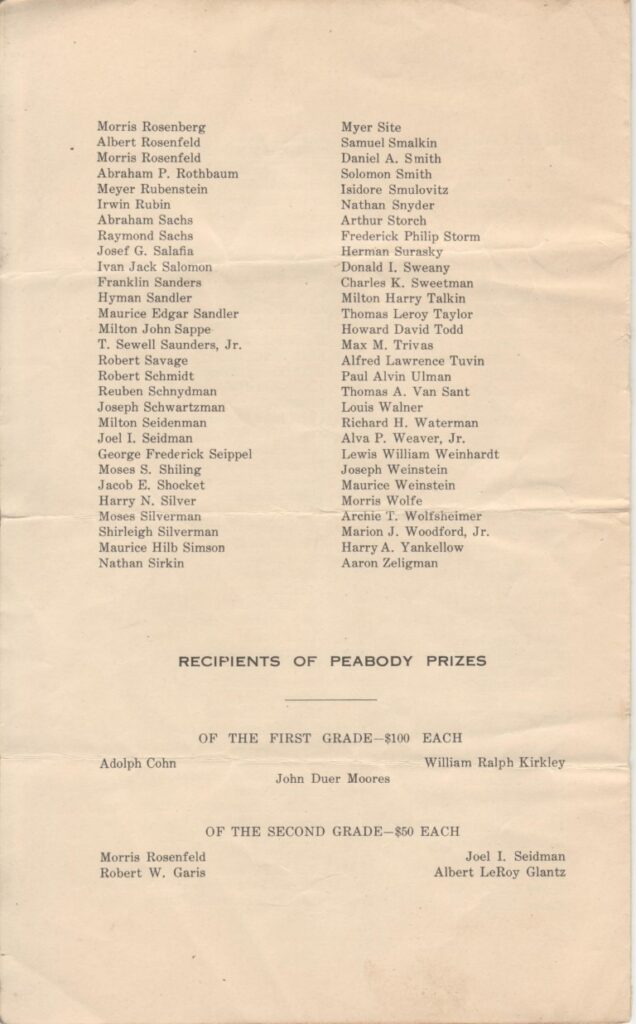 Morris Rosenberg
Albert Rosenfeld
Morris Rosenfeld
Abraham P. Rothbaum
Meyer Rubenstein
Irwin Rubin
Abraham Sachs
Raymond Sachs
Josef G. Salafia
Ivan Jack Salomon
Franklin Sanders
Hyman Sandler
Maurice Edgar Sandler
Milton John Sappe
T. Sewell Saunders, Jr.
Robert Savage
Robert Schmidt
Reuben Schnydman
Joseph Schwartzman
Milton Seidenman
Joel I. Seidman
George Frederick Seippel
Moses S. Shiling
Jacob E. Shocket
Harry N. Silver
Moses Silverman
Shirleigh Silverman
Maurice Hilb Simson
Nathan Sirkin
Myer Site
Samuel Smalkin
Daniel A. Smith
Solomon Smith
Isidore Smulovitz
Nathan Snyder
Arthur Storch
Frederick Philip Storm
Herman Surasky
Donald I. Sweany
Charles K. Sweetman
Milton Harry Talkin
Thomas Leroy Taylor
Howard David Todd
Max M. Trivas
Alfred Lawrence Tuvin
Paul Alvin Ulman
Thomas A. Van Sant
Louis Walner
Richard H. Waterman
Alva P. Weaver, Jr.
Lewis William Weinhardt
Joseph Weinstein
Maurice Weinstein
Morris Wolfe
Archie T. Wolfsheimer
Marion J. Woodford, Jr.
Harry A. Yankellow
Aaron Zeligman
RECIPIENTS OF PEABODY PRIZES
OF THE FIRST GRADE—$100 EACH
Adolph Cohn William Ralph Kirkley
John Duer Moores
OF THE SECOND GRADE—$50 EACH
Morris Rosenfeld Joel I. Seidman
Robert W. Garis Albert LeRoy Glantz